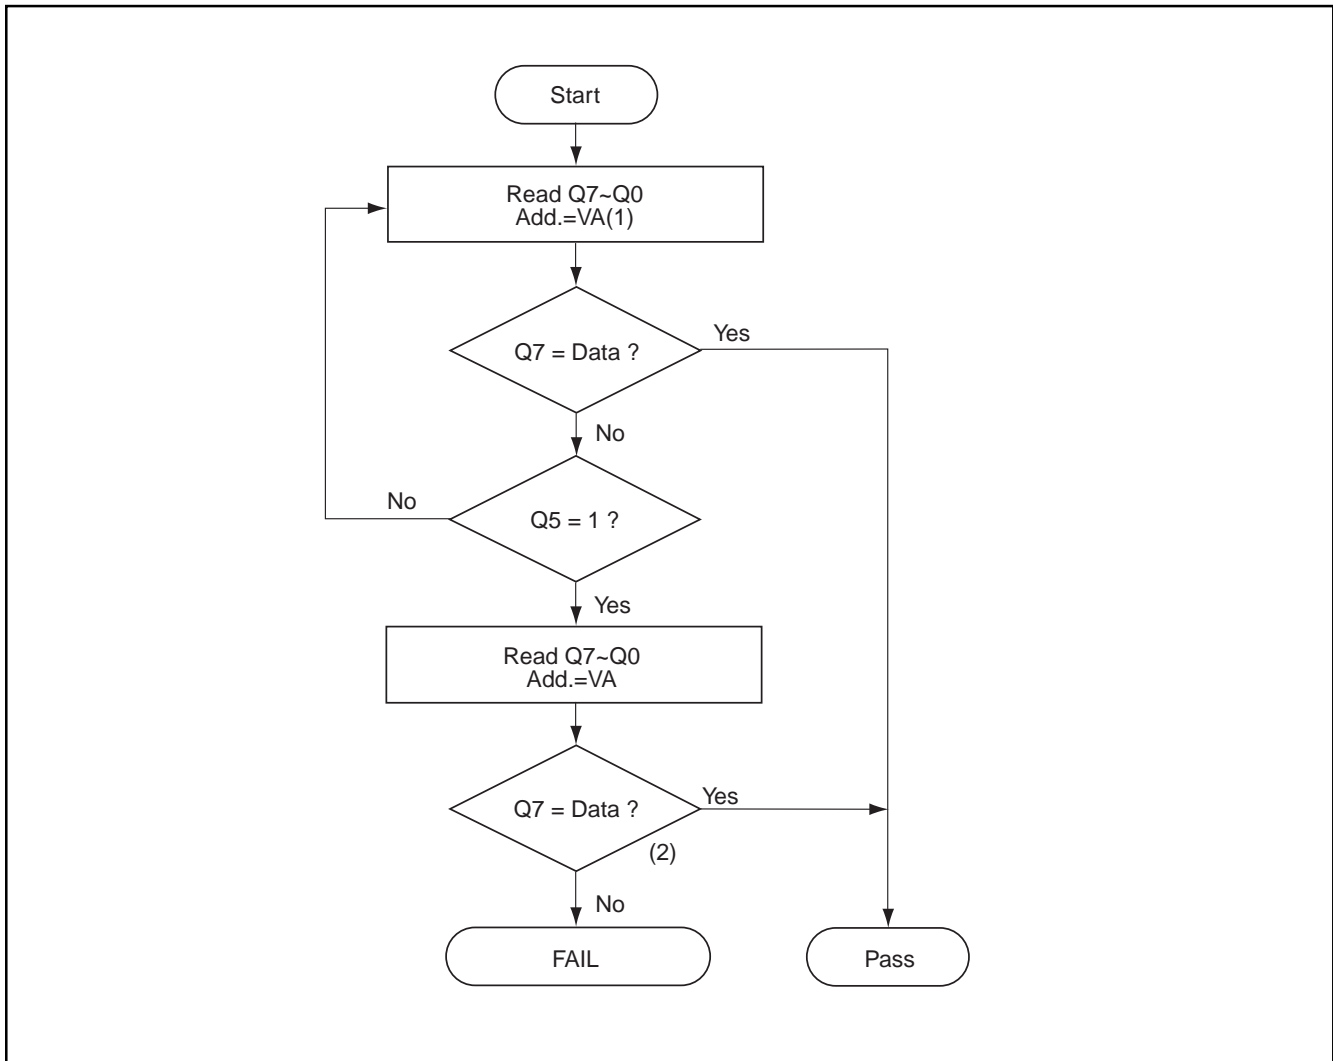 Start
Read Q7~Q0
Add.=VA(1)
Q7 = Data ?
Yes
No
No
Q5 = 1 ?
Yes
Read Q7~Q0
Add.=VA
Q7 = Data ?
Yes
(2)
No
FAIL
Pass